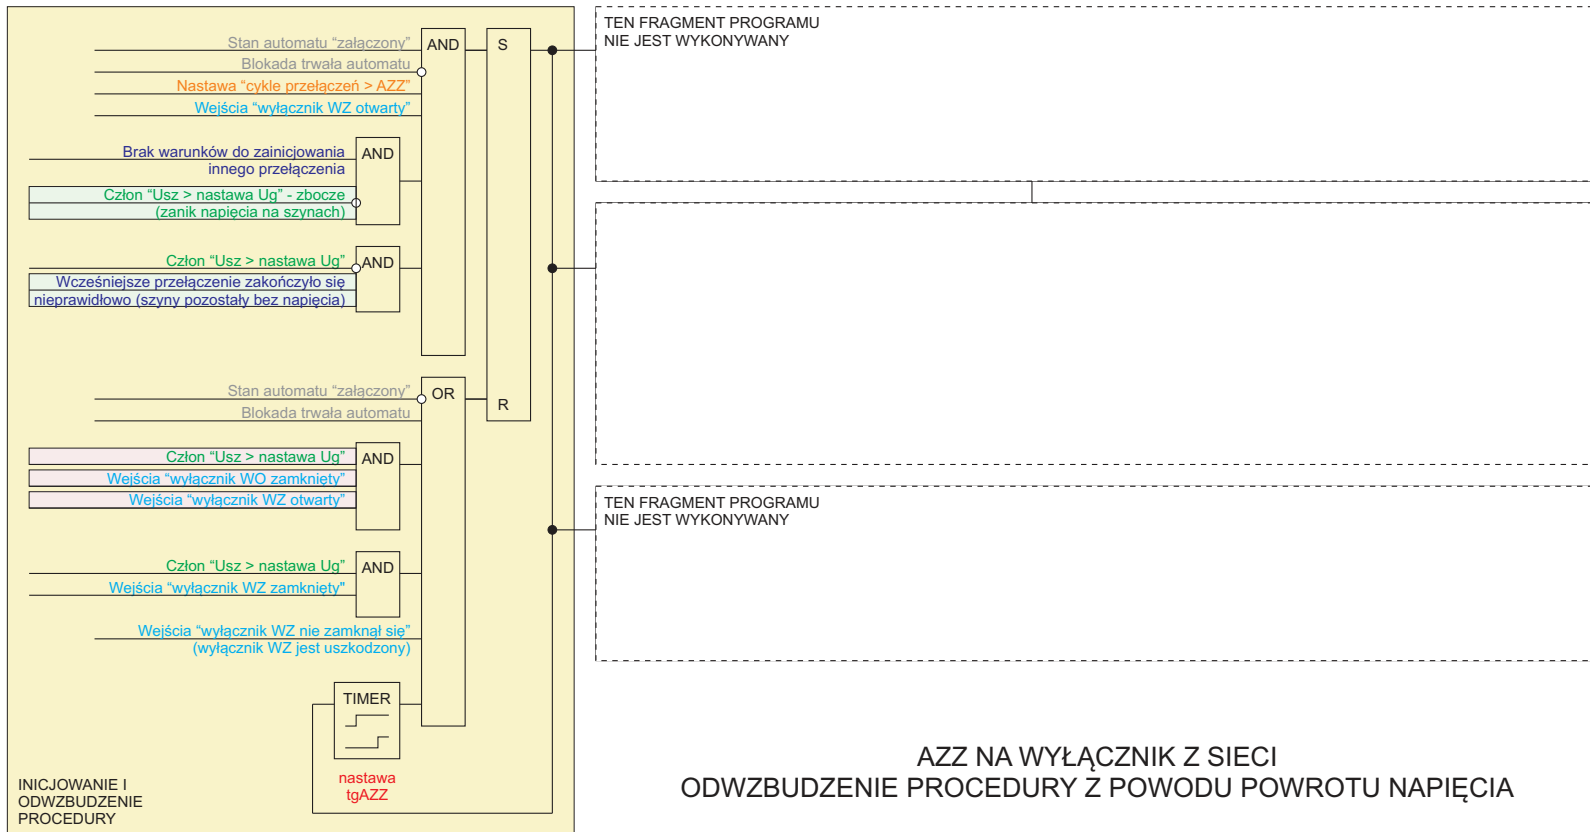 Stan automatu “załączony”
Blokada trwała automatu
Nastawa “cykle przełączeń > AZZ”
Wejścia “wyłącznik WZ otwarty”
AND
S
Brak warunków do zainicjowania
innego przełączenia
AND
Człon “Usz > nastawa Ug” - zbocze
(zanik napięcia na szynach)
Człon “Usz > nastawa Ug”
AND
Wcześniejsze przełączenie zakończyło się
nieprawidłowo (szyny pozostały bez napięcia)
Stan automatu “załączony”
Blokada trwała automatu
OR
R
Człon “Usz > nastawa Ug”
AND
Wejścia “wyłącznik WO zamknięty”
Wejścia “wyłącznik WZ otwarty”
Człon “Usz > nastawa Ug”
AND
Wejścia “wyłącznik WZ zamknięty"
Wejścia “wyłącznik WZ nie zamknął się”
(wyłącznik WZ jest uszkodzony)
TIMER
nastawa
tgAZZ
INICJOWANIE I
ODWZBUDZENIE
PROCEDURY
TEN FRAGMENT PROGRAMU
NIE JEST WYKONYWANY
TEN FRAGMENT PROGRAMU
NIE JEST WYKONYWANY
AZZ NA WYŁĄCZNIK Z SIECI
ODWZBUDZENIE PROCEDURY Z POWODU POWROTU NAPIĘCIA